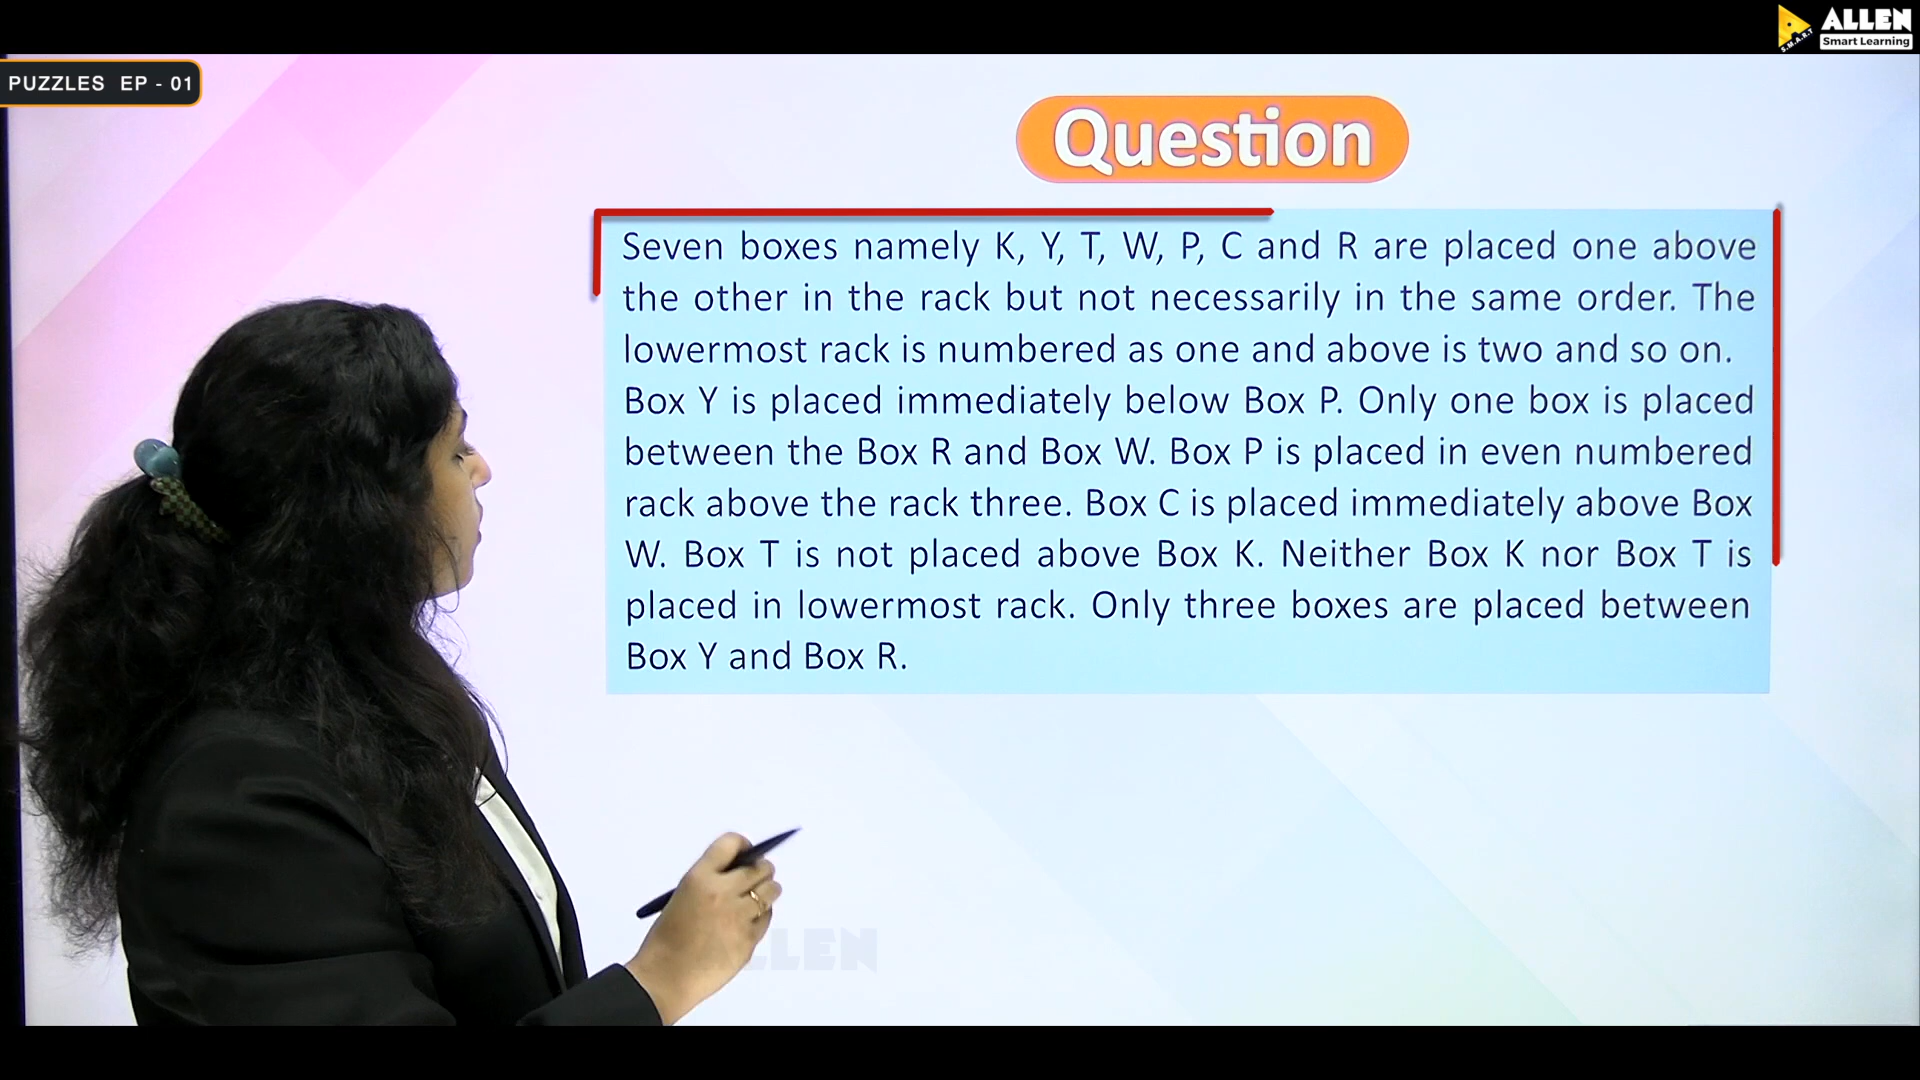 ALLEN
S.M.A.R.T
Smart Learning
PUZZLES EP - 01
Question
Seven boxes namely K, Y, T, W, P, C and R are placed one above
the other in the rack but not necessarily in the same order. The
lowermost rack is numbered as one and above is two and so on.
Box Y is placed immediately below Box P. Only one box is placed
between the Box R and Box W. Box P is placed in even numbered
rack above the rack three. Box C is placed immediately above Box
W. Box T is not placed above Box K. Neither Box K nor Box T is
placed in lowermost rack. Only three boxes are placed between
Box Y and Box R.
ALLEN